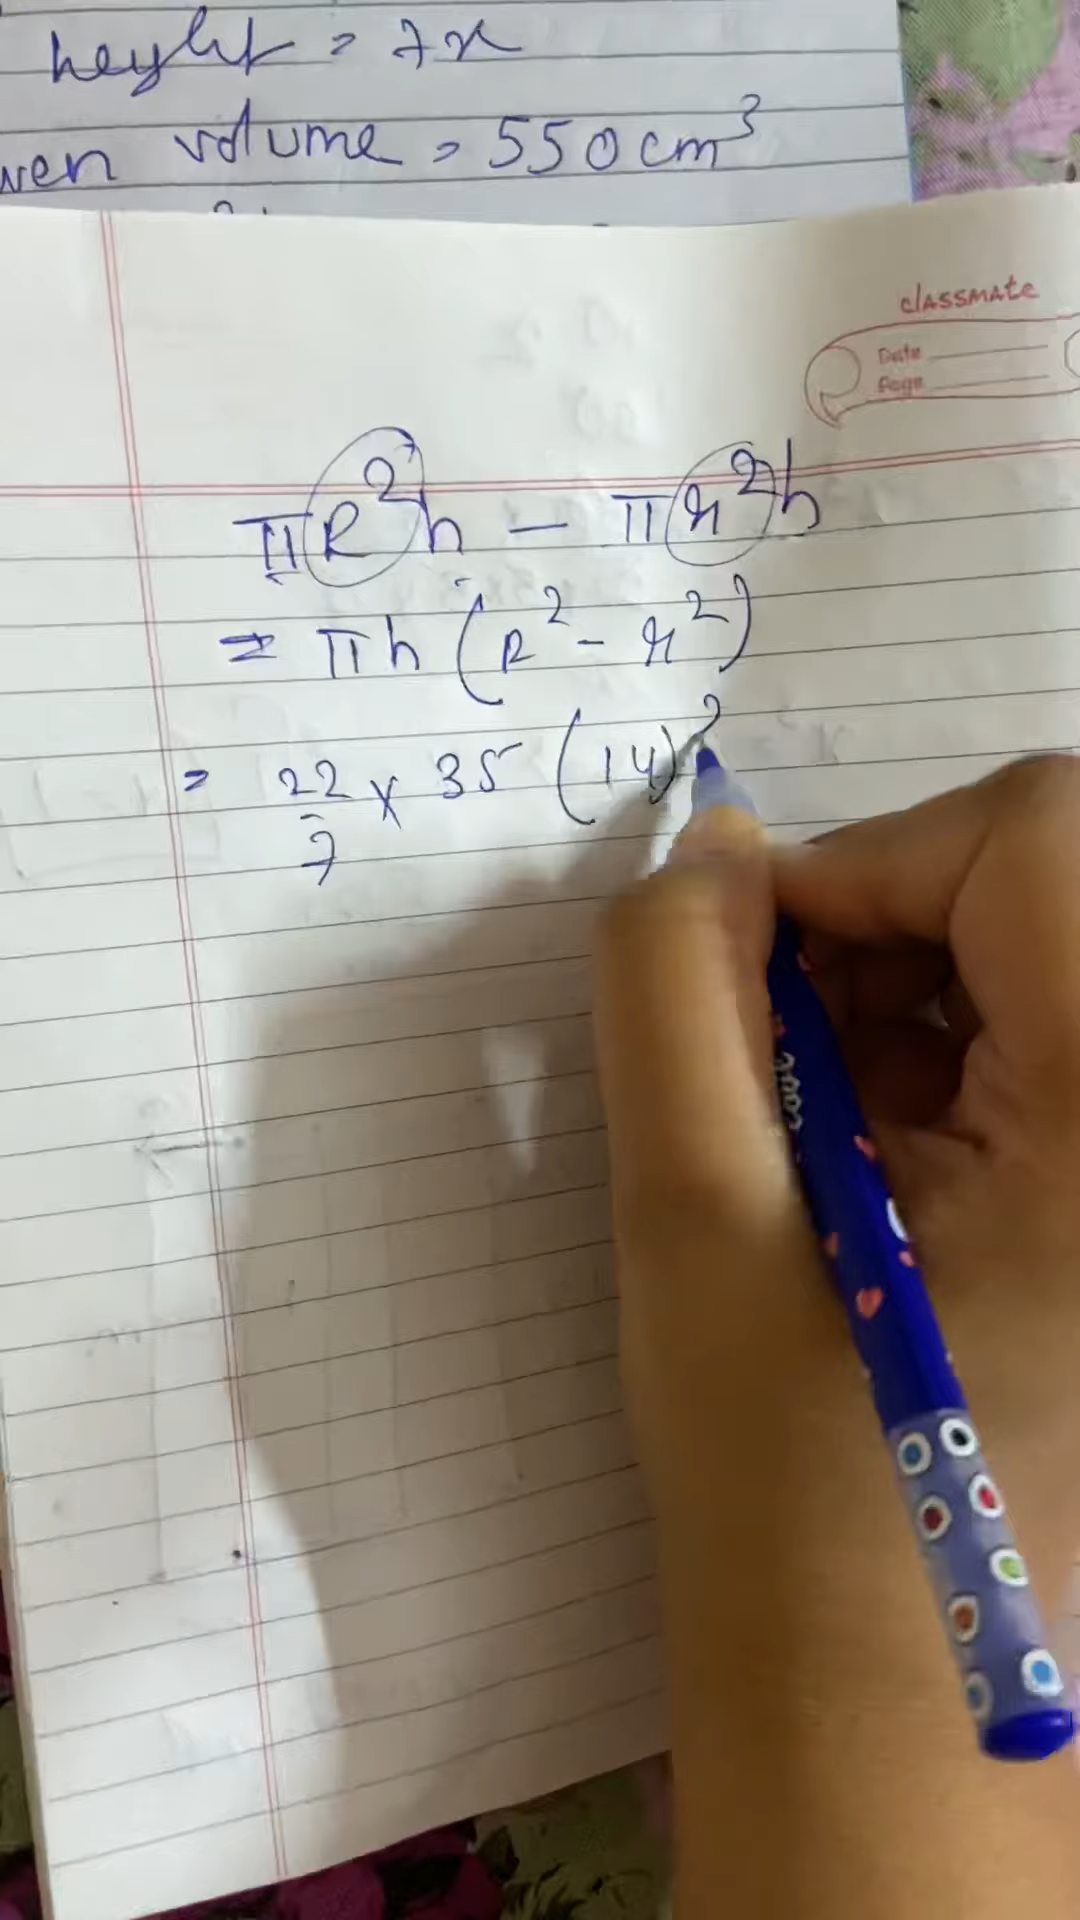 height = 7x
ven volume = 550 cm³
classmate
Date
Page
πR²h - πr²h
= πh (R² - r²)
= 22/7 × 35 (14)²